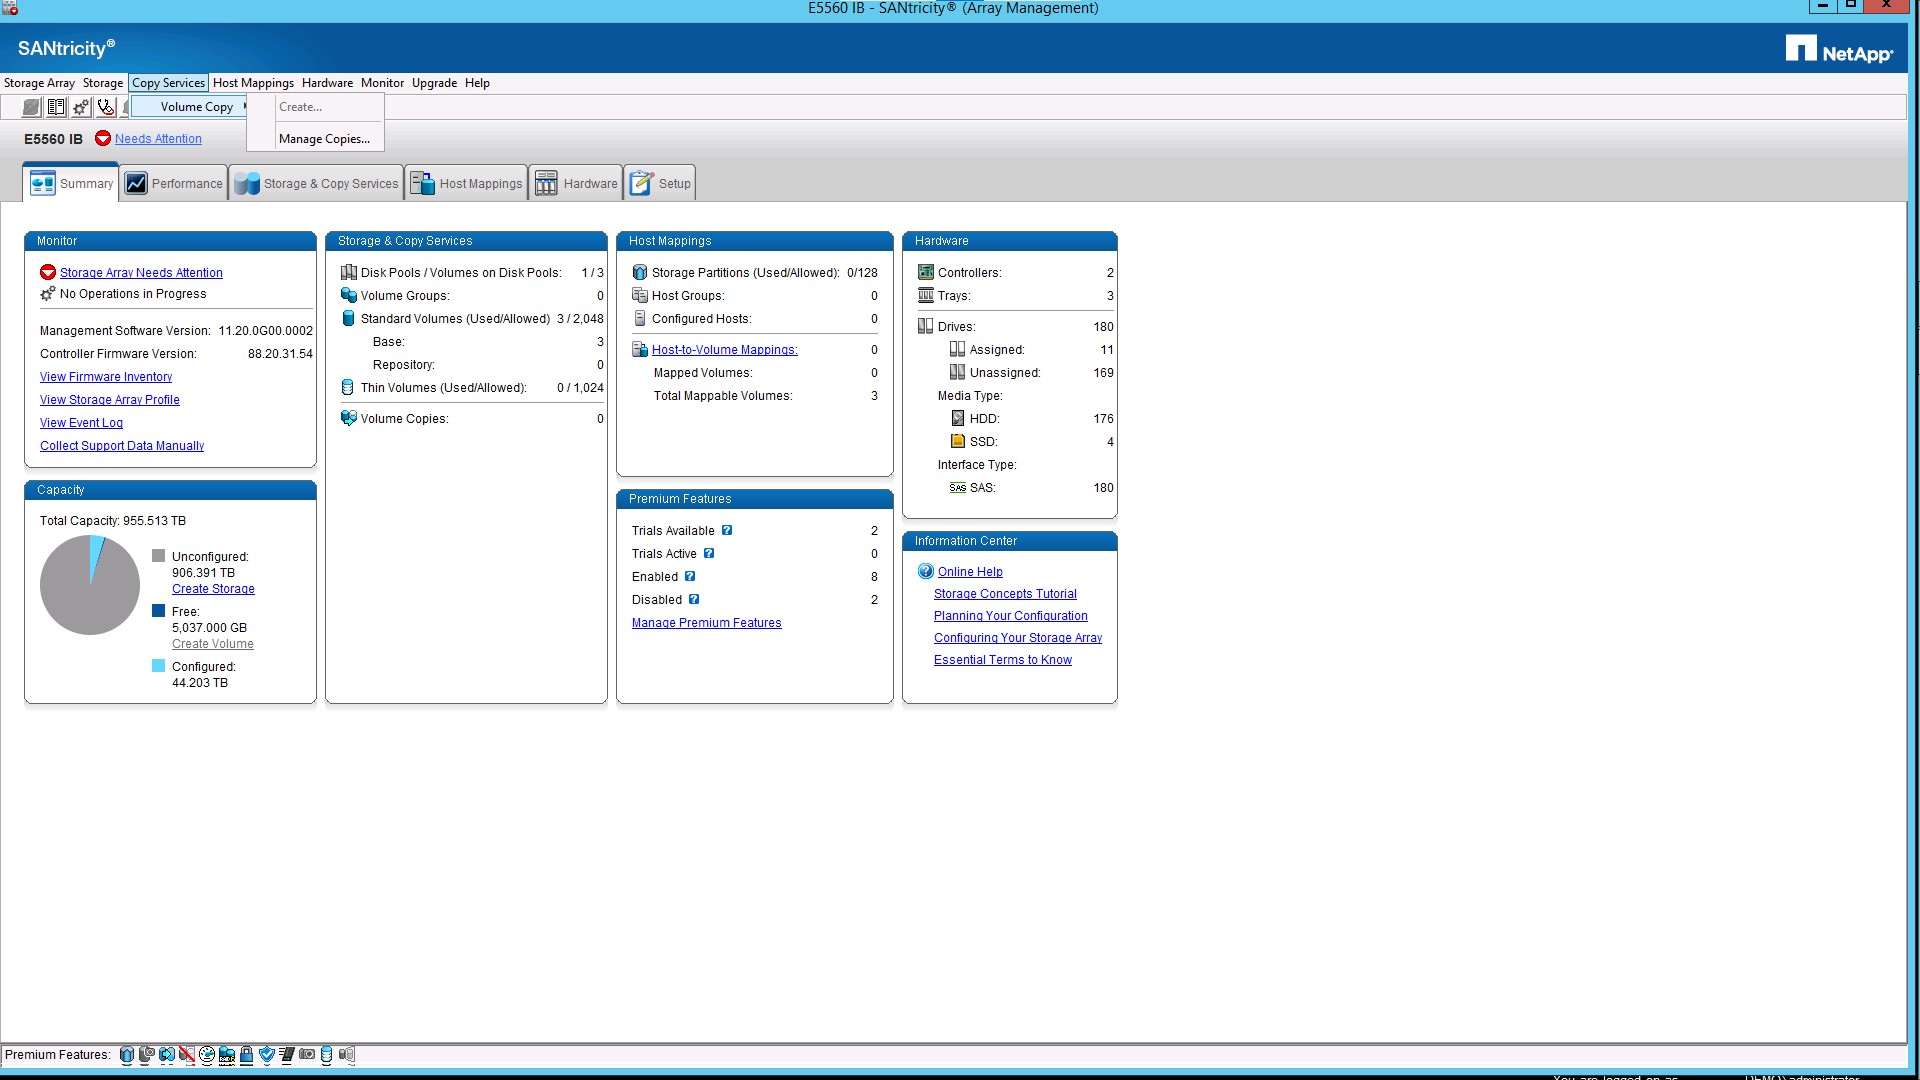 E5560 IB - SANtricity® (Array Management)
SANtricity®
NetApp®
Storage Array Storage Copy Services Host Mappings Hardware Monitor Upgrade Help
Volume Copy
Create...
Manage Copies...
E5560 IB Needs Attention
Summary Performance Storage & Copy Services Host Mappings Hardware Setup
Monitor
Storage Array Needs Attention
No Operations in Progress
Management Software Version: 11.20.0G00.0002
Controller Firmware Version: 88.20.31.54
View Firmware Inventory
View Storage Array Profile
View Event Log
Collect Support Data Manually
Capacity
Total Capacity: 955.513 TB
Unconfigured:
906.391 TB
Create Storage
Free:
5,037.000 GB
Create Volume
Configured:
44.203 TB
Storage & Copy Services
Disk Pools / Volumes on Disk Pools: 1 / 3
Volume Groups: 0
Standard Volumes (Used/Allowed) 3 / 2,048
Base: 3
Repository: 0
Thin Volumes (Used/Allowed): 0 / 1,024
Volume Copies: 0
Host Mappings
Storage Partitions (Used/Allowed): 0/128
Host Groups: 0
Configured Hosts: 0
Host-to-Volume Mappings: 0
Mapped Volumes: 0
Total Mappable Volumes: 3
Premium Features
Trials Available ? 2
Trials Active ? 0
Enabled ? 8
Disabled ? 2
Manage Premium Features
Hardware
Controllers: 2
Trays: 3
Drives: 180
Assigned: 11
Unassigned: 169
Media Type:
HDD: 176
SSD: 4
Interface Type:
SAS SAS: 180
Information Center
? Online Help
Storage Concepts Tutorial
Planning Your Configuration
Configuring Your Storage Array
Essential Terms to Know
Premium Features:
You are logged on as DEMO\administrator